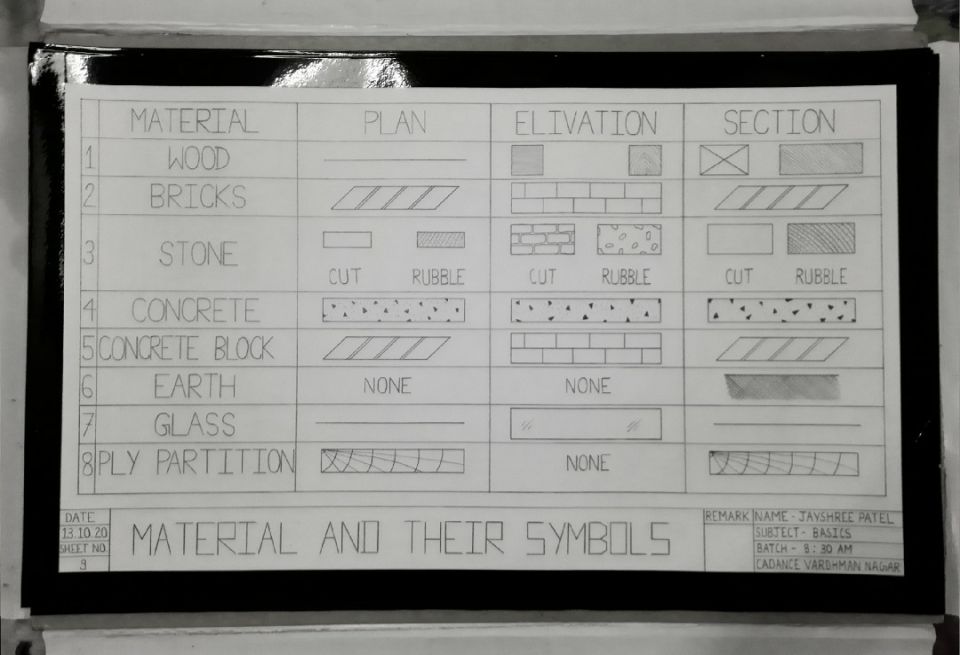 MATERIAL PLAN ELIVATION SECTION
1 WOOD
2 BRICKS
3 STONE
CUT RUBBLE CUT RUBBLE CUT RUBBLE
4 CONCRETE
5 CONCRETE BLOCK
6 EARTH NONE NONE
7 GLASS
8 PLY PARTITION NONE
DATE
13.10.20
SHEET NO.
9
MATERIAL AND THEIR SYMBOLS
REMARK
NAME - JAYSHREE PATEL
SUBJECT - BASICS
BATCH - 8:30 AM
CADANCE VARDHMAN NAGAR